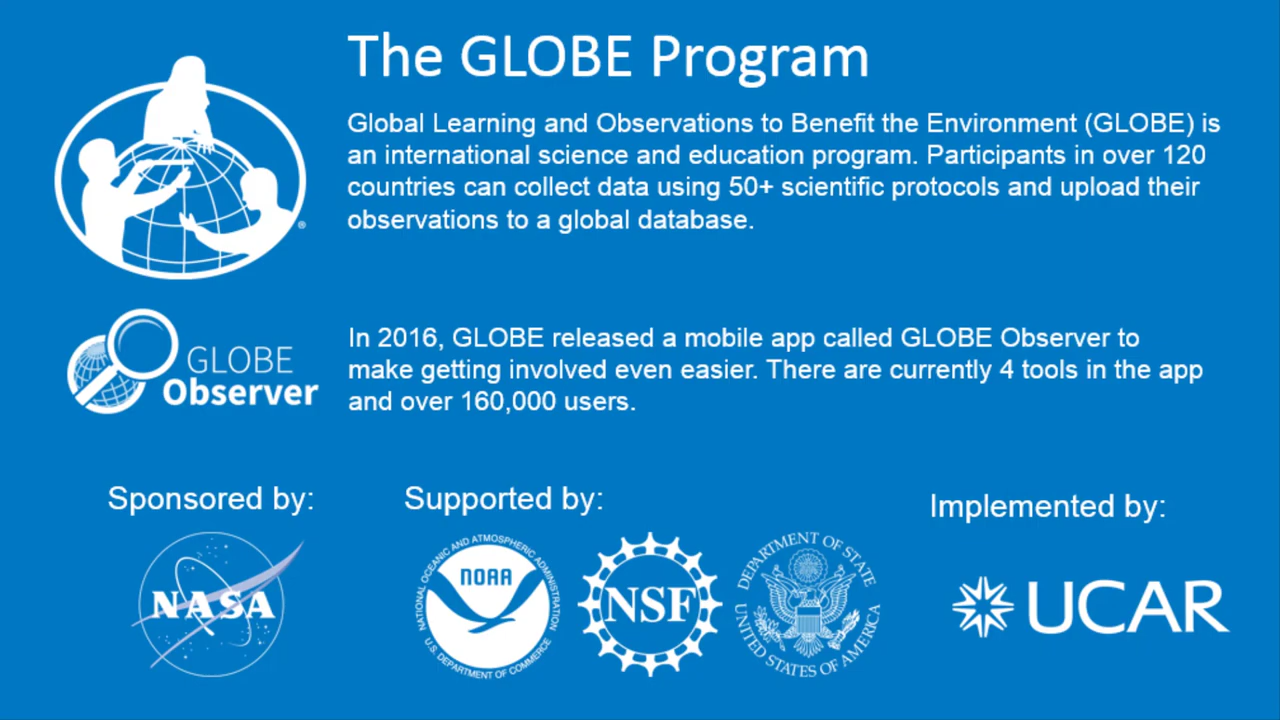 The GLOBE Program
Global Learning and Observations to Benefit the Environment (GLOBE) is
an international science and education program. Participants in over 120
countries can collect data using 50+ scientific protocols and upload their
observations to a global database.
®
GLOBE
Observer
In 2016, GLOBE released a mobile app called GLOBE Observer to
make getting involved even easier. There are currently 4 tools in the app
and over 160,000 users.
Sponsored by:
Supported by:
Implemented by:
NASA
NATIONAL OCEANIC AND ATMOSPHERIC ADMINISTRATION
NOAA
U.S. DEPARTMENT OF COMMERCE
NSF
DEPARTMENT OF STATE
UNITED STATES OF AMERICA
UCAR